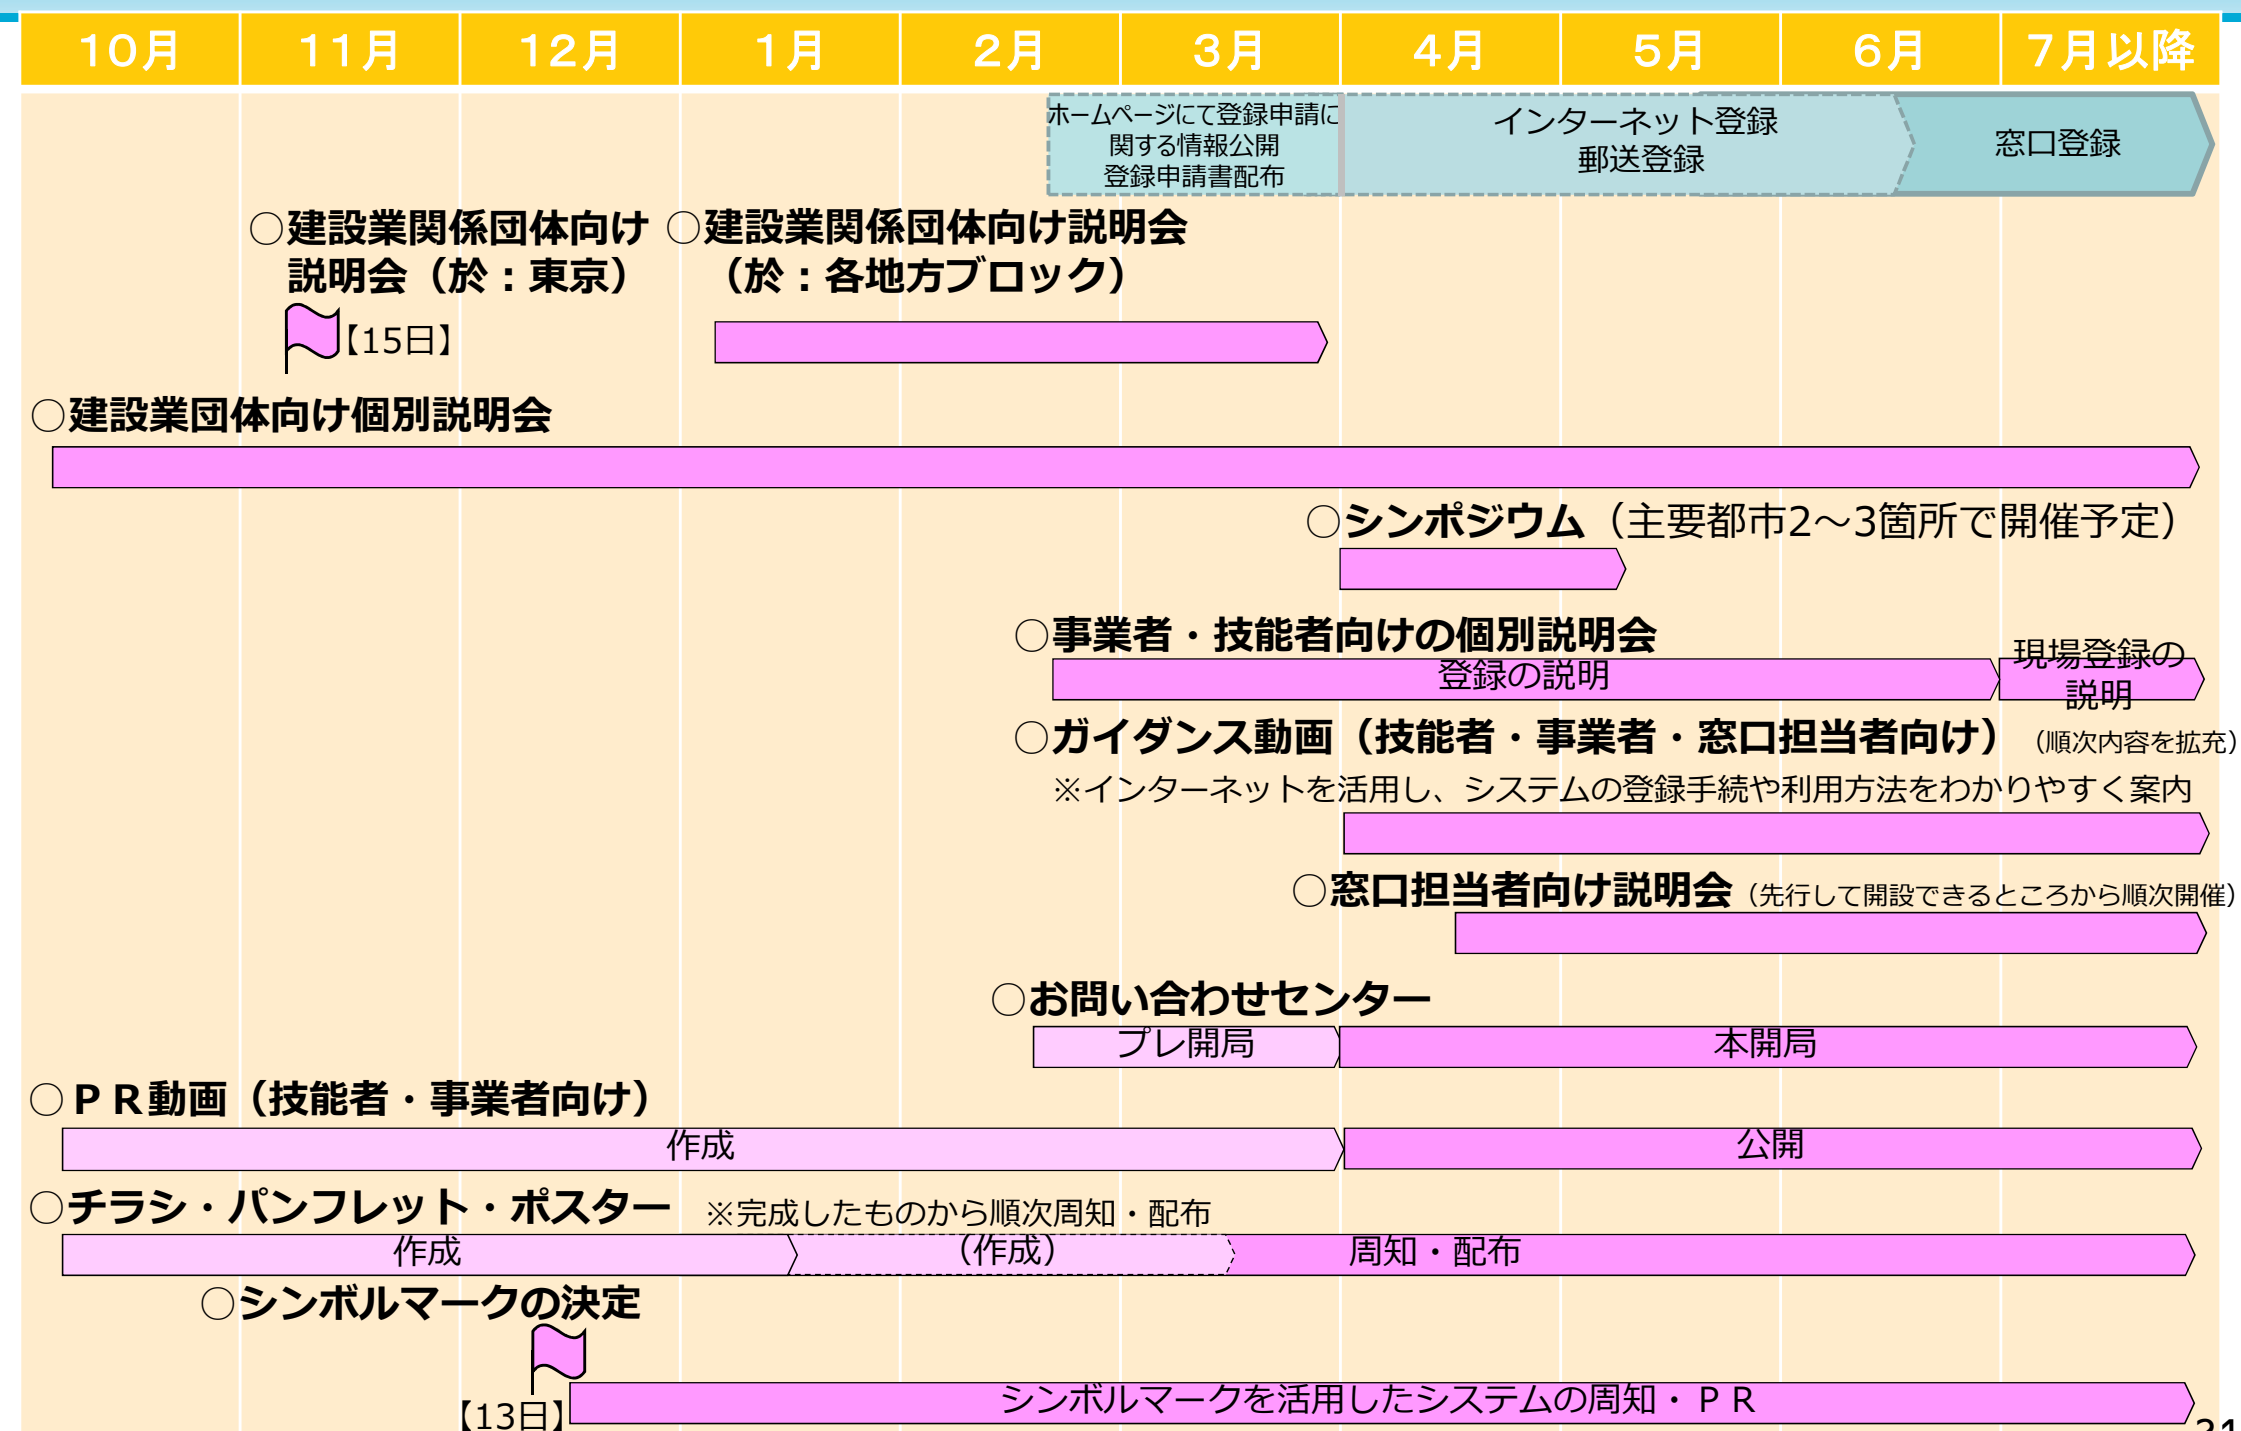 10月 11月 12月 1月 2月 3月 4月 5月 6月 7月以降
ホームページにて登録申請に
関する情報公開
登録申請書配布
インターネット登録
郵送登録
窓口登録
○建設業関係団体向け
説明会（於：東京）
【15日】
○建設業関係団体向け説明会
（於：各地方ブロック）
○建設業団体向け個別説明会
○シンポジウム（主要都市2～3箇所で開催予定）
○事業者・技能者向けの個別説明会
登録の説明
現場登録の
説明
○ガイダンス動画（技能者・事業者・窓口担当者向け）（順次内容を拡充）
※インターネットを活用し、システムの登録手続や利用方法をわかりやすく案内
○窓口担当者向け説明会（先行して開設できるところから順次開催）
○お問い合わせセンター
プレ開局
本開局
○ＰＲ動画（技能者・事業者向け）
作成
公開
○チラシ・パンフレット・ポスター ※完成したものから順次周知・配布
作成
（作成）
周知・配布
○シンボルマークの決定
【13日】
シンボルマークを活用したシステムの周知・ＰＲ